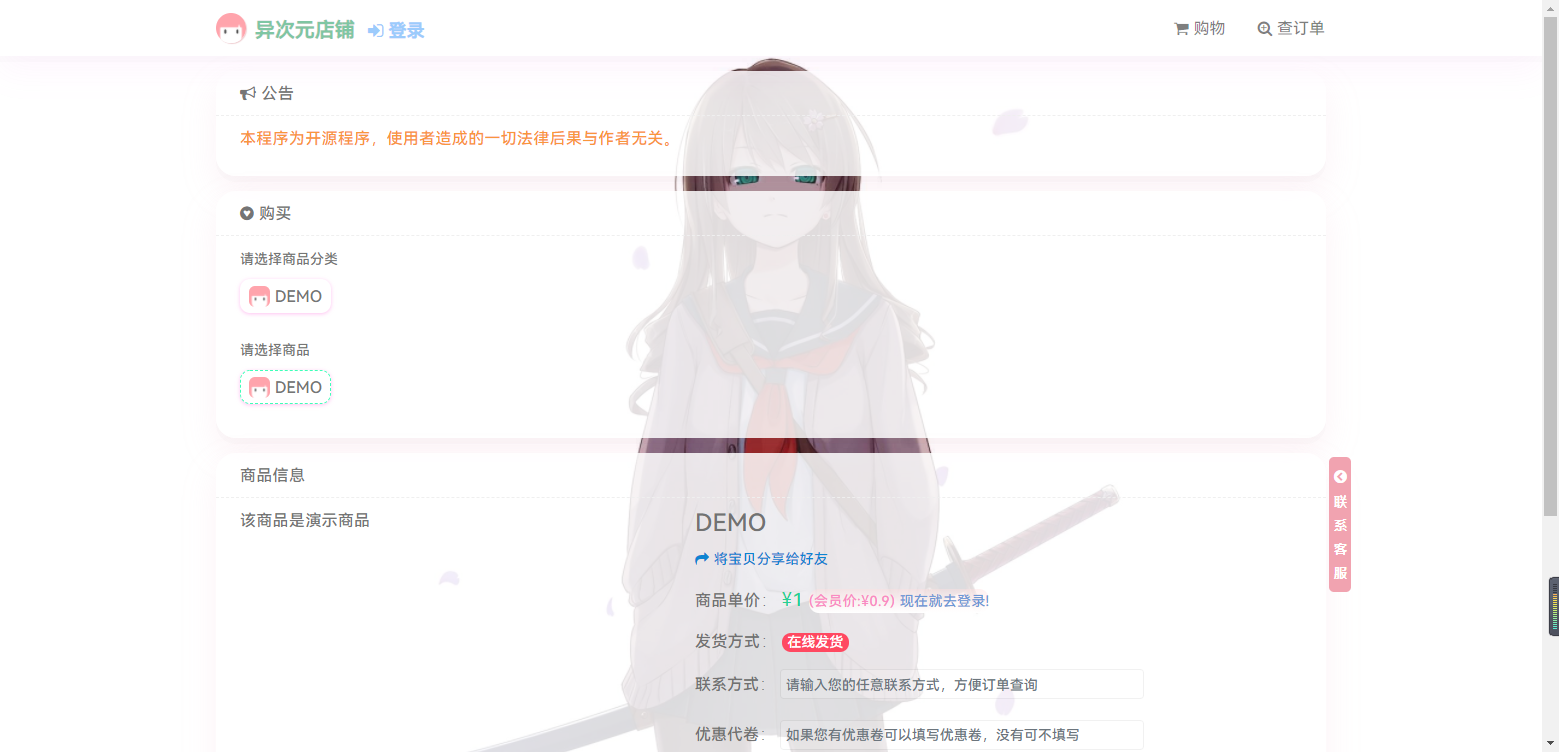 异次元店铺 登录 购物 查订单
公告
本程序为开源程序，使用者造成的一切法律后果与作者无关。
购买
请选择商品分类
DEMO
请选择商品
DEMO
商品信息
该商品是演示商品
DEMO
将宝贝分享给好友
商品单价： ¥1 (会员价:¥0.9) 现在就去登录!
发货方式： 在线发货
联系方式： 请输入您的任意联系方式，方便订单查询
优惠代卷： 如果您有优惠卷可以填写优惠卷，没有可不填写
联
系
客
服